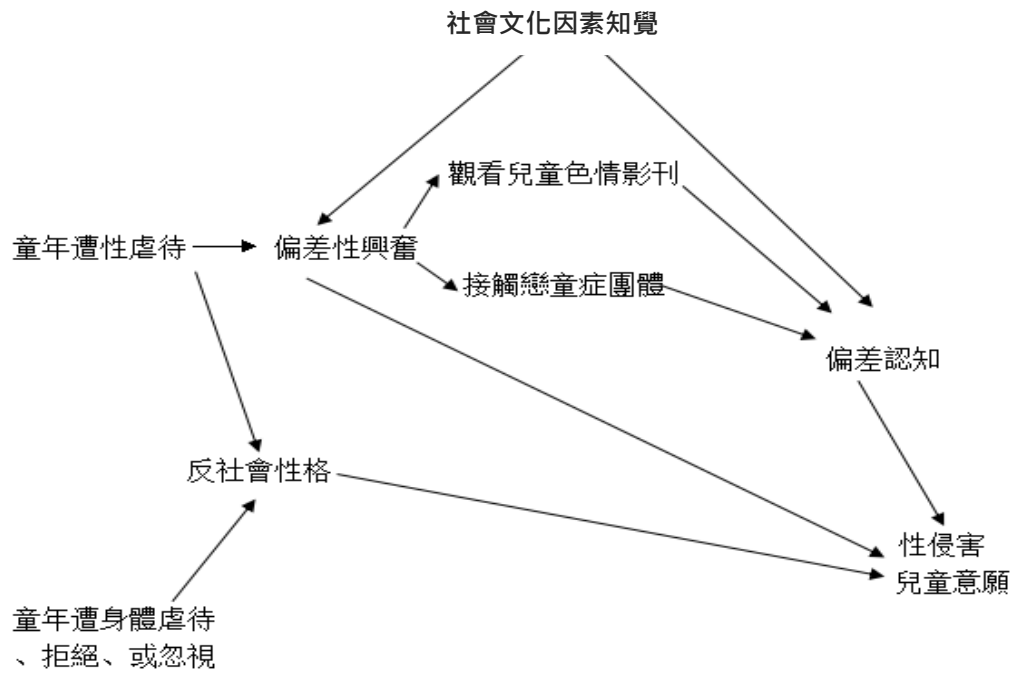 社會文化因素知覺
觀看兒童色情影刊
童年遭性虐待
偏差性興奮
接觸戀童症團體
偏差認知
反社會性格
性侵害
兒童意願
童年遭身體虐待
、拒絕、或忽視